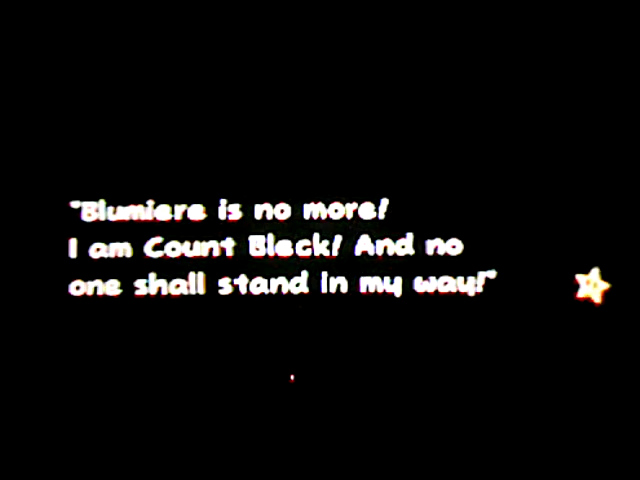 "Blumiere is no more!
I am Count Bleck! And no
one shall stand in my way!"